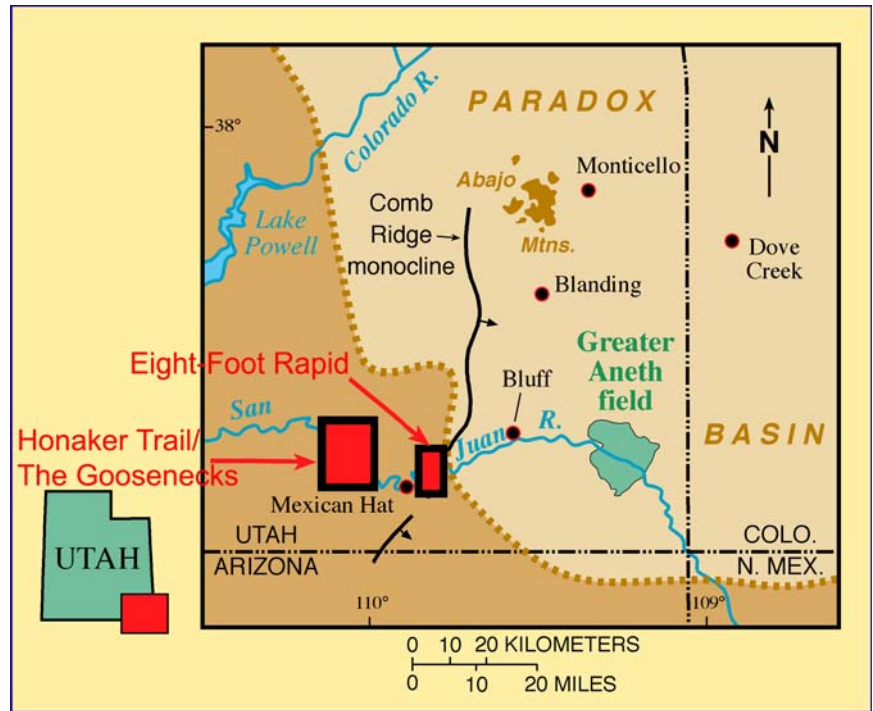 Colorado R.
PARADOX
38°
N
Monticello
Abajo
Mtns.
Lake
Powell
Comb
Ridge
monocline
Dove
Creek
Blanding
Greater
Aneth
field
Eight-Foot Rapid
Bluff
San
Juan
R.
BASIN
Honaker Trail/
The Goosenecks
Mexican Hat
UTAH
UTAH
ARIZONA
COLO.
N. MEX.
110°
109°
0 10 20 KILOMETERS
0 10 20 MILES